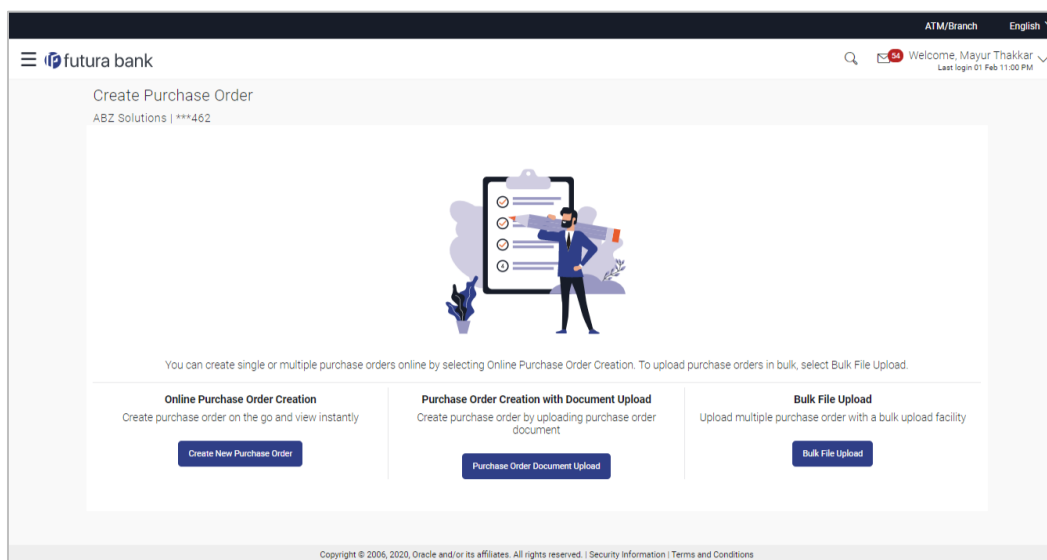 ATM/Branch English
futura bank
54 Welcome, Mayur Thakkar
Last login 01 Feb 11:00 PM
Create Purchase Order
ABZ Solutions | ***462
4
You can create single or multiple purchase orders online by selecting Online Purchase Order Creation. To upload purchase orders in bulk, select Bulk File Upload.
Online Purchase Order Creation
Create purchase order on the go and view instantly
Create New Purchase Order
Purchase Order Creation with Document Upload
Create purchase order by uploading purchase order
document
Purchase Order Document Upload
Bulk File Upload
Upload multiple purchase order with a bulk upload facility
Bulk File Upload
Copyright © 2006, 2020, Oracle and/or its affiliates. All rights reserved. | Security Information | Terms and Conditions